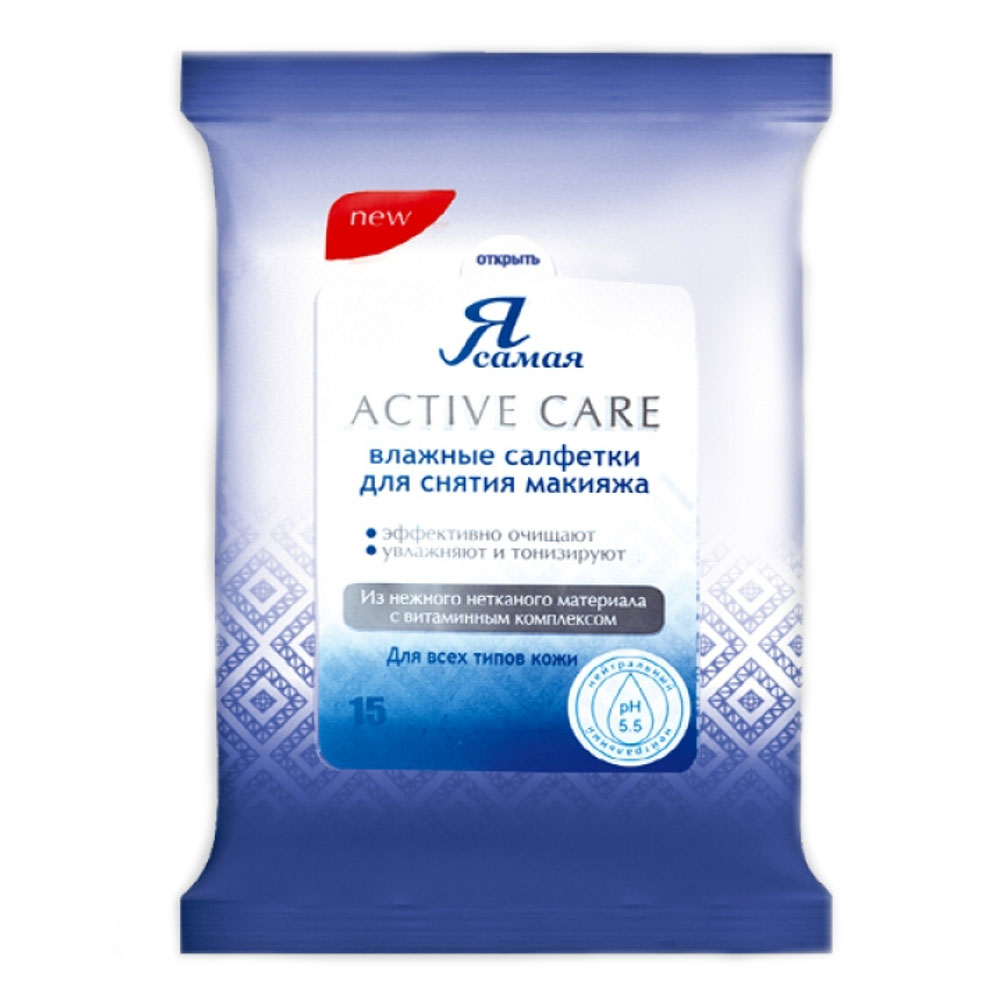 new
открыть
Я
самая
ACTIVE CARE
влажные салфетки
для снятия макияжа
• эффективно очищают
• увлажняют и тонизируют
Из нежного нетканого материала
с витаминным комплексом
Для всех типов кожи
15
нейтральный
pH
5.5
нейтральный